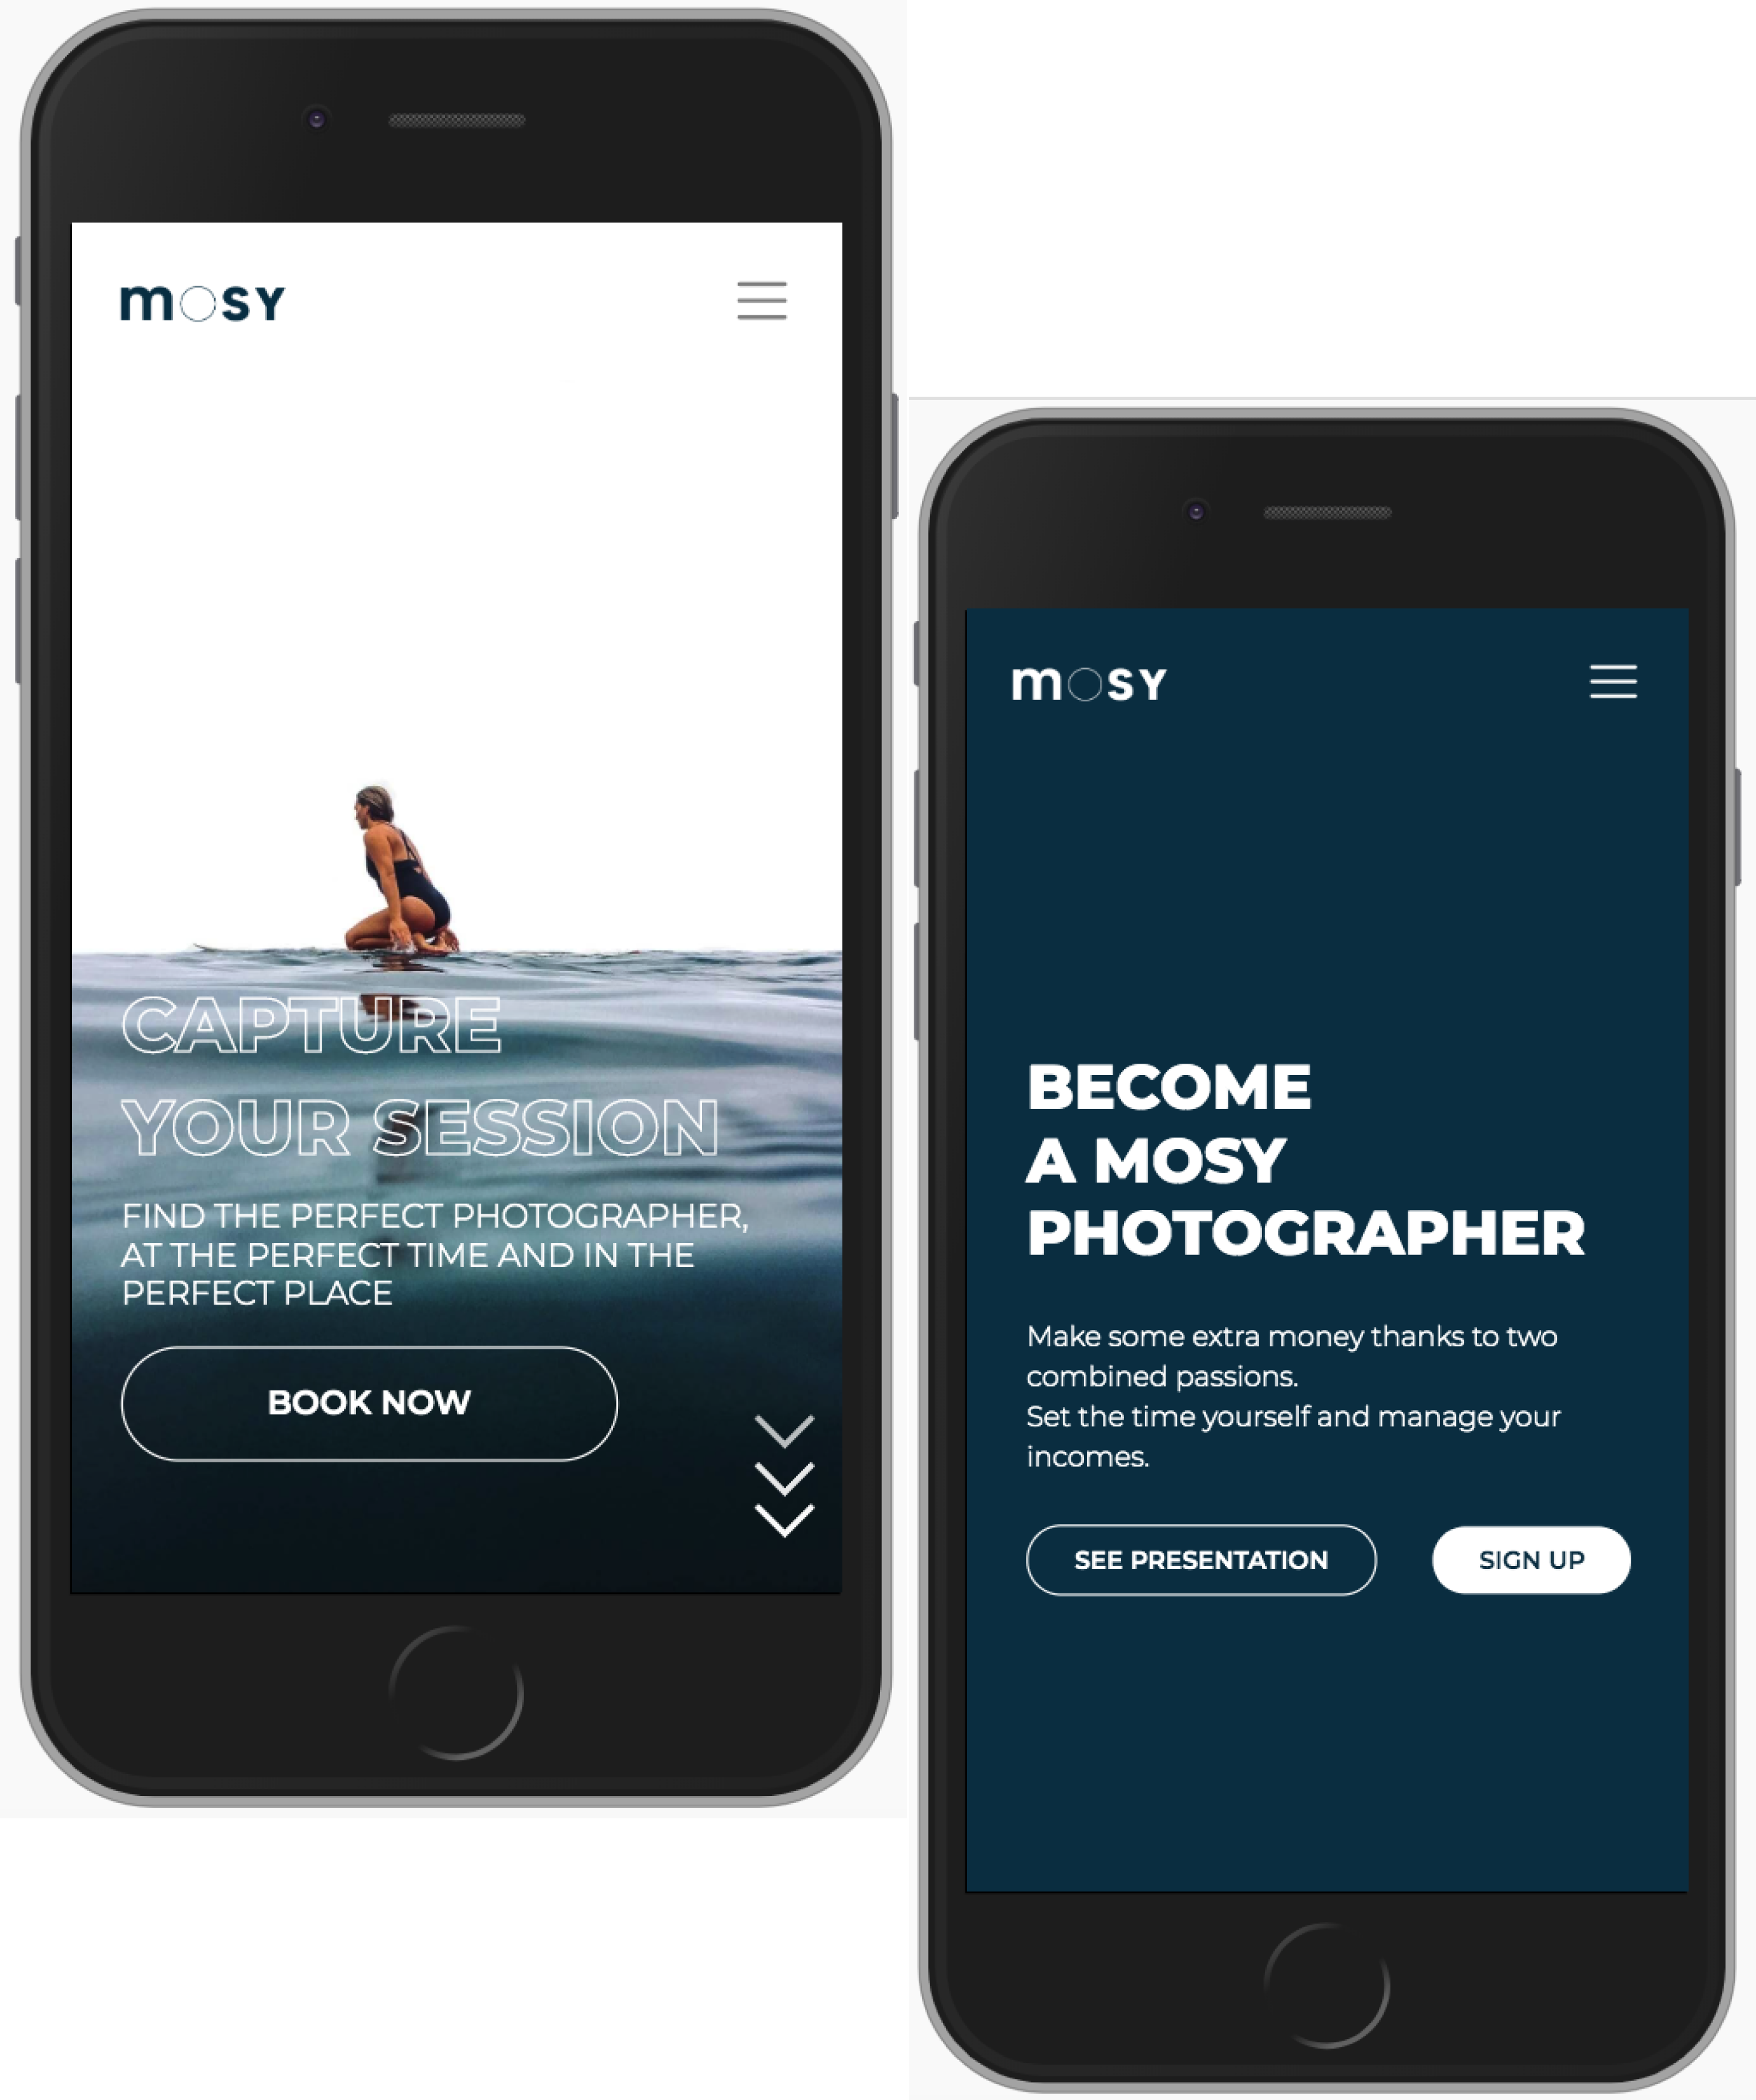 mosy
CAPTURE
YOUR SESSION
FIND THE PERFECT PHOTOGRAPHER,
AT THE PERFECT TIME AND IN THE
PERFECT PLACE
BOOK NOW
mosy
BECOME
A MOSY
PHOTOGRAPHER
Make some extra money thanks to two
combined passions.
Set the time yourself and manage your
incomes.
SEE PRESENTATION
SIGN UP